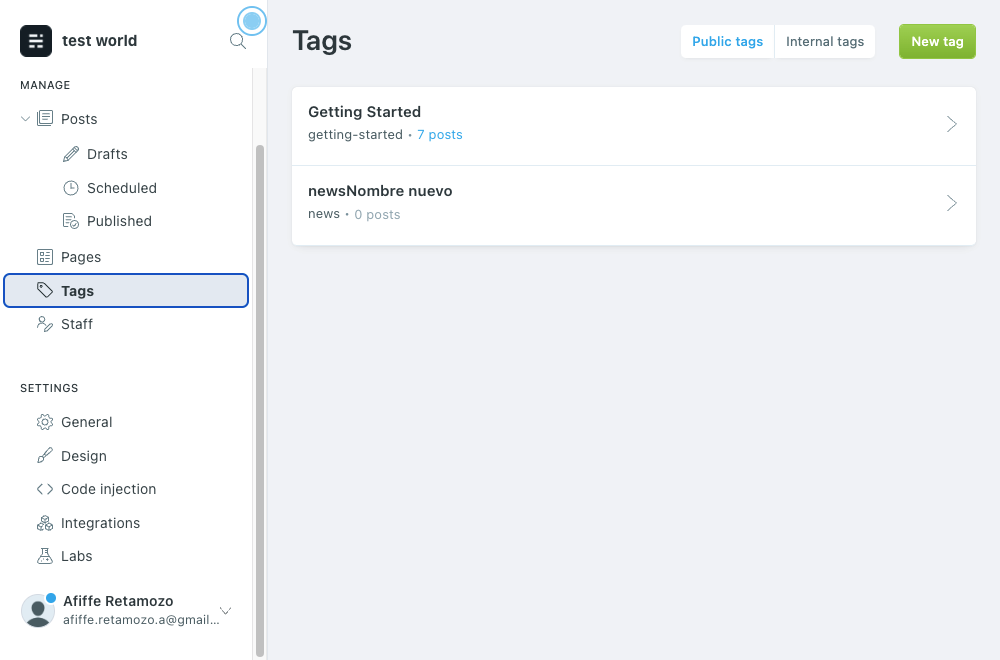 test world
MANAGE
Posts
Drafts
Scheduled
Published
Pages
Tags
Staff
SETTINGS
General
Design
Code injection
Integrations
Labs
Afiffe Retamozo
afiffe.retamozo.a@gmail...
Tags
Public tags
Internal tags
New tag
Getting Started
getting-started • 7 posts
newsNombre nuevo
news • 0 posts